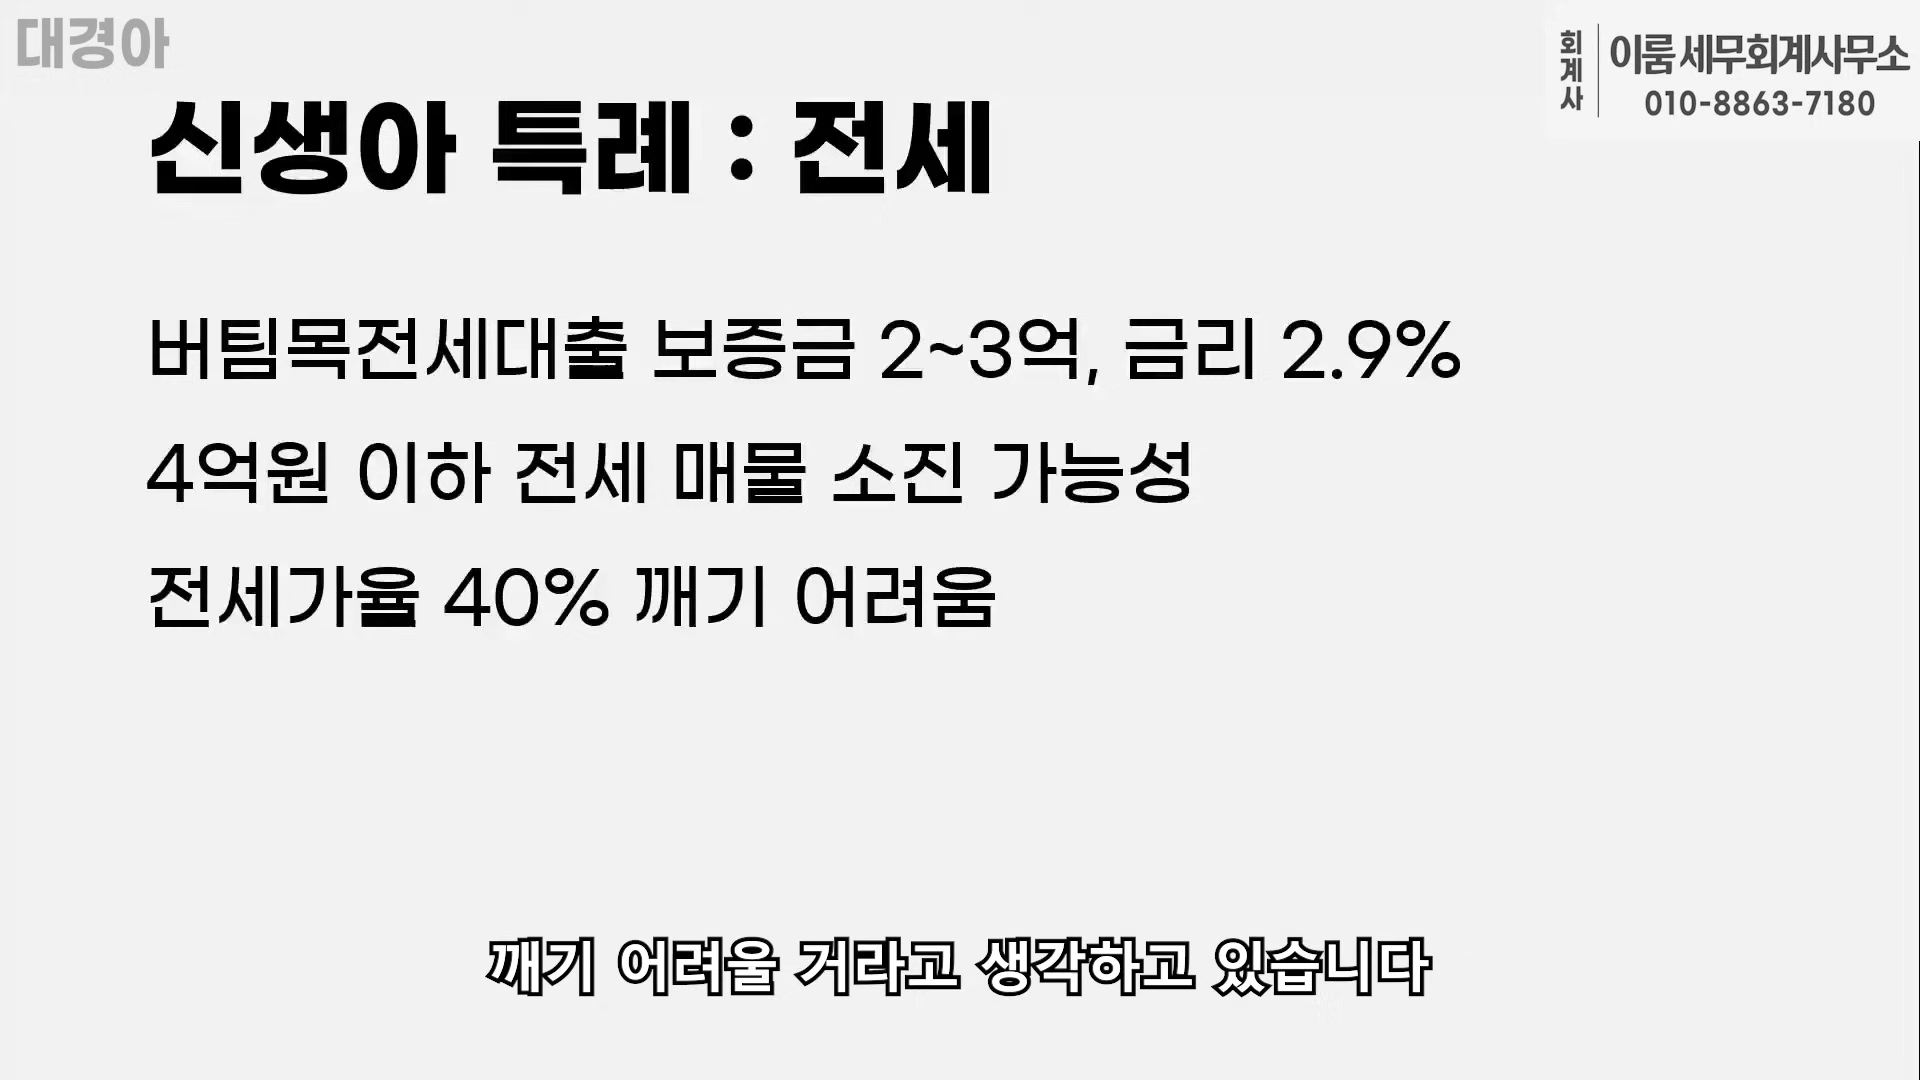 대경아
회계사
이룸 세무회계사무소
010-8863-7180
신생아 특례 : 전세
버팀목전세대출 보증금 2~3억, 금리 2.9%
4억원 이하 전세 매물 소진 가능성
전세가율 40% 깨기 어려움
깨기 어려울 거라고 생각하고 있습니다